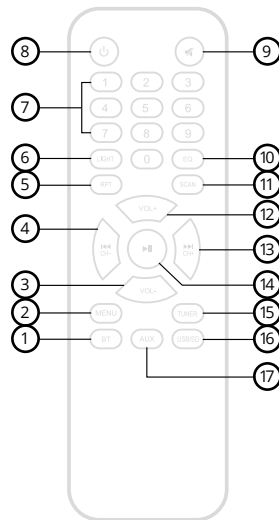 8 9
1 2 3
7 4 5 6
7 8 9
6 LIGHT 0 EQ 10
5 RPT SCAN 11
VOL+ 12
4 CH- CH+ 13
3 VOL- 14
2 MENU TUNER 15
1 BT AUX USB/SD 16
17